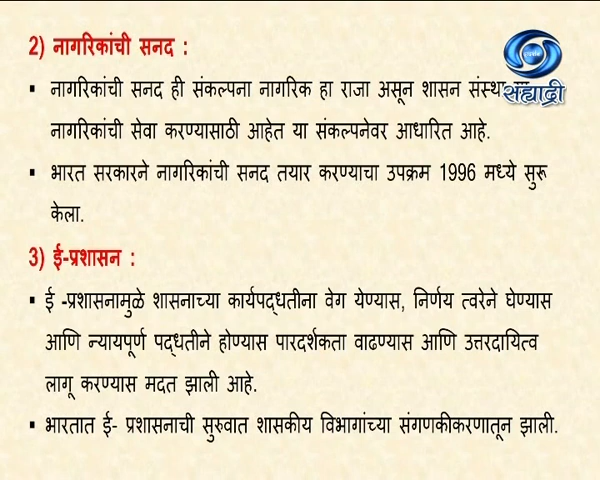 2) नागरिकांची सनद :
▪ नागरिकांची सनद ही संकल्पना नागरिक हा राजा असून शासन
नागरिकांची सेवा करण्यासाठी आहेत या संकल्पनेवर आधारित आहे.
▪ भारत सरकारने नागरिकांची सनद तयार करण्याचा उपक्रम 1996 मध्ये सुरू
केला.
3) ई-प्रशासन :
▪ ई -प्रशासनामुळे शासनाच्या कार्यपद्धतीना वेग येण्यास, निर्णय त्वरेने घेण्यास
आणि न्यायपूर्ण पद्धतीने होण्यास पारदर्शकता वाढण्यास आणि उत्तरदायित्व
लागू करण्यास मदत झाली आहे.
▪ भारतात ई- प्रशासनाची सुरुवात शासकीय विभागांच्या संगणकीकरणातून झाली.
सह्याद्री